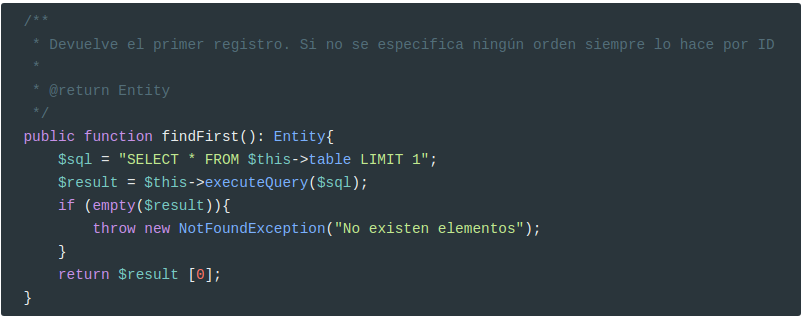 /**
 * Devuelve el primer registro. Si no se especifica ningún orden siempre lo hace por ID
 *
 * @return Entity
 */
public function findFirst(): Entity{
    $sql = "SELECT * FROM $this->table LIMIT 1";
    $result = $this->executeQuery($sql);
    if (empty($result)){
        throw new NotFoundException("No existen elementos");
    }
    return $result [0];
}